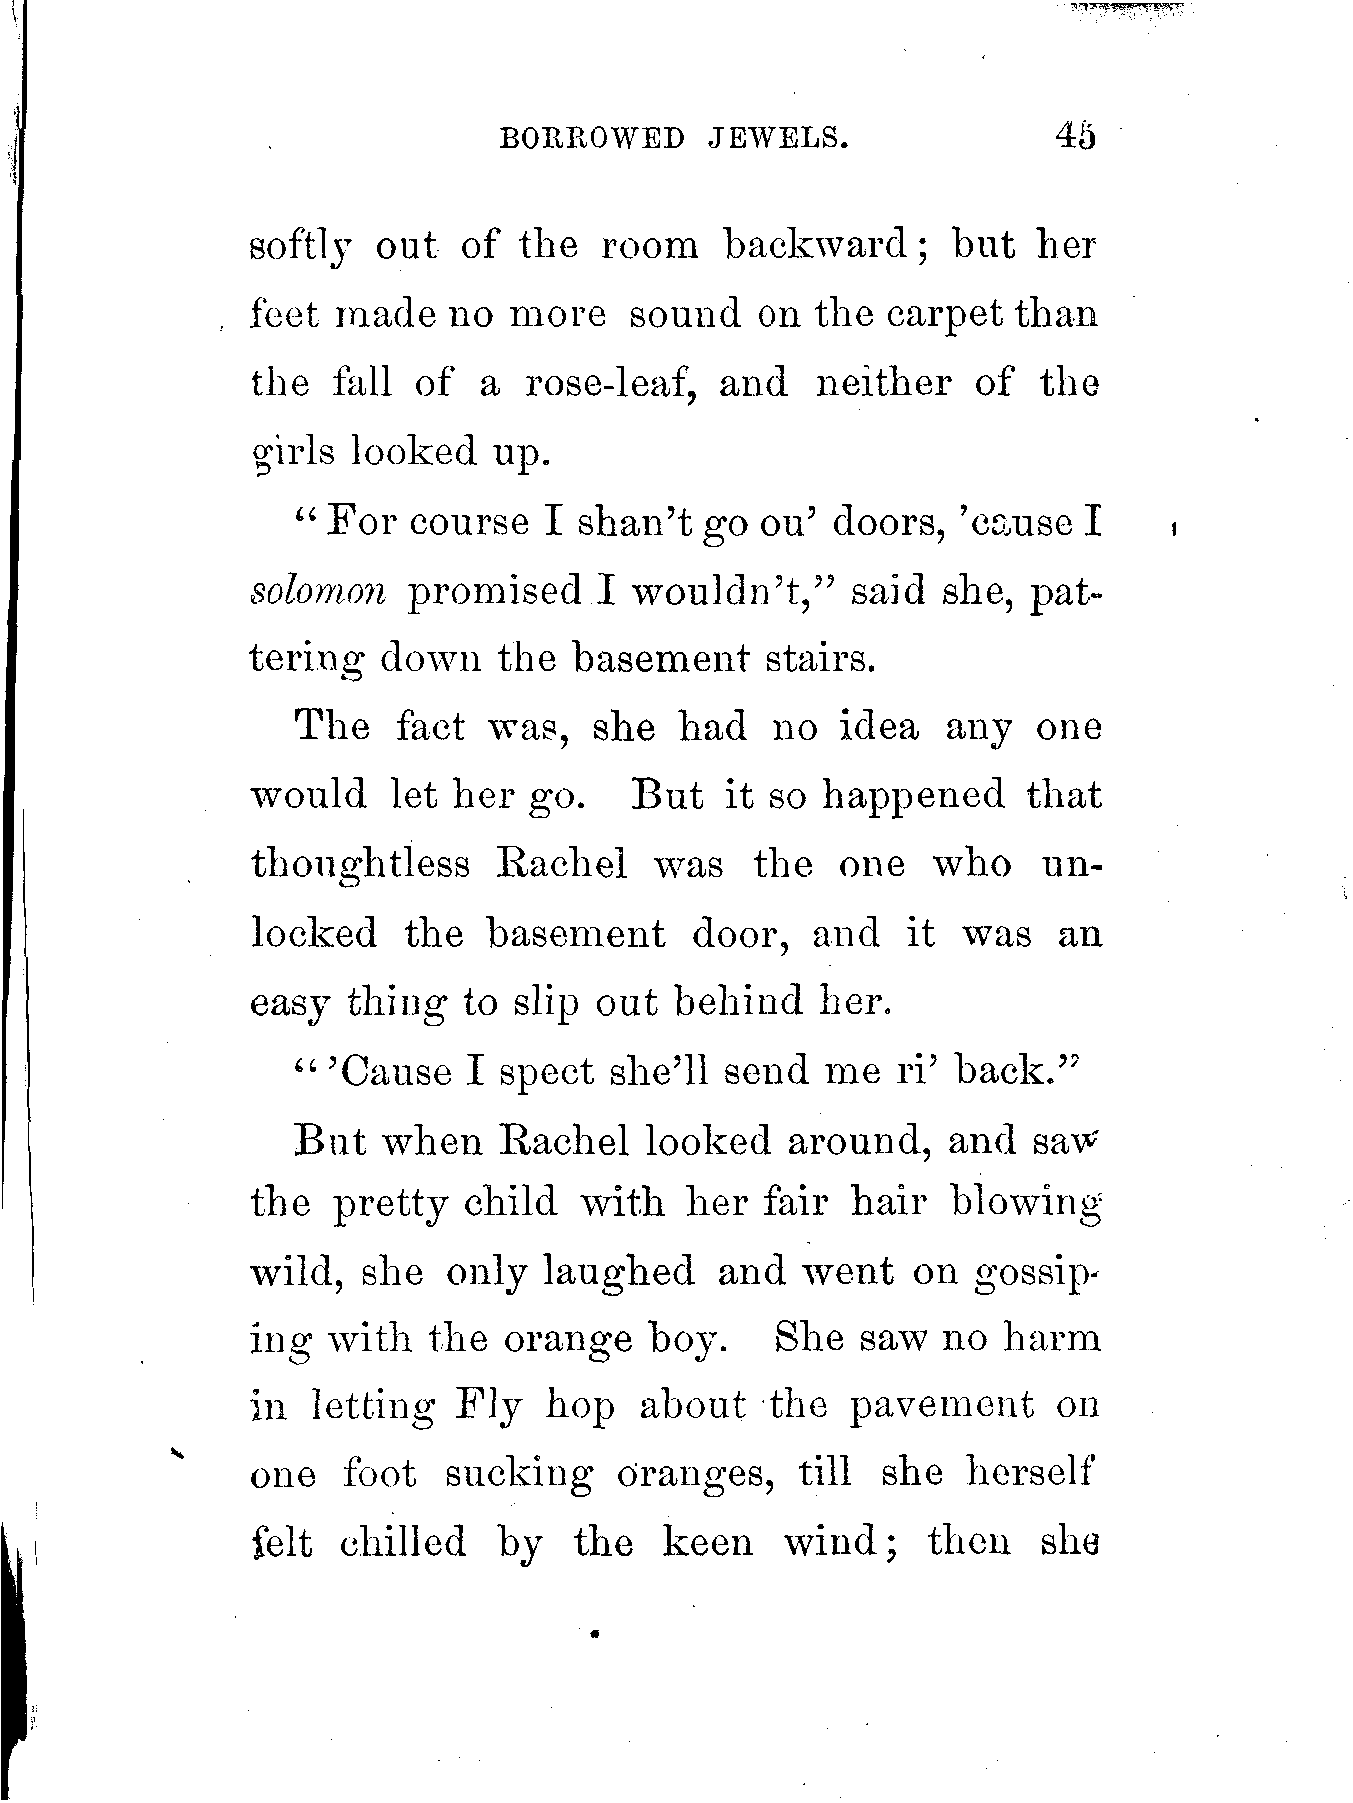 BORROWED JEWELS. 45
softly out of the room backward; but her
feet made no more sound on the carpet than
the fall of a rose-leaf, and neither of the
girls looked up.
"For course I shan't go ou' doors, 'cause I
solomon promised I wouldn't," said she, pat-
tering down the basement stairs.
The fact was, she had no idea any one
would let her go. But it so happened that
thoughtless Rachel was the one who un-
locked the basement door, and it was an
easy thing to slip out behind her.
"'Cause I spect she'll send me ri' back."
But when Rachel looked around, and saw
the pretty child with her fair hair blowing
wild, she only laughed and went on gossip-
ing with the orange boy. She saw no harm
in letting Fly hop about the pavement on
one foot sucking oranges, till she herself
felt chilled by the keen wind; then she